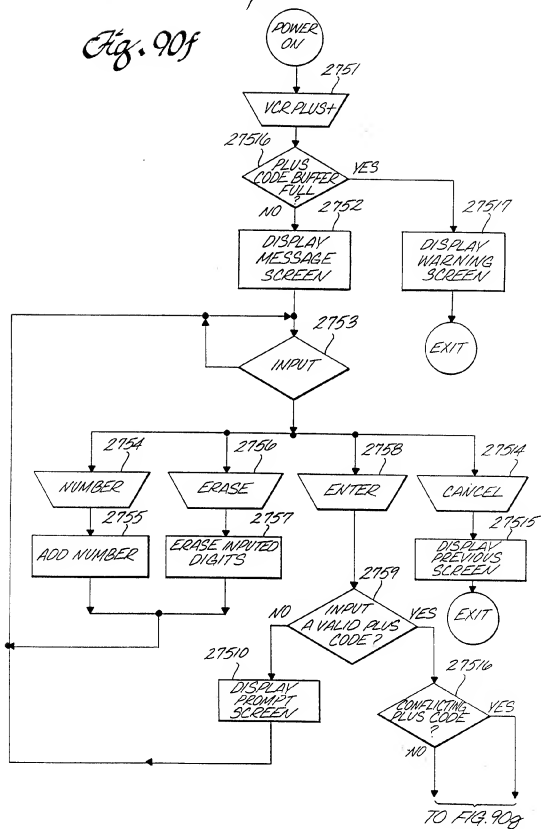 Fig. 90f
POWER
ON
2751
VCR PLUS+
27516
PLUS
CODE BUFFER
FULL
?
YES
NO
2752
DISPLAY
MESSAGE
SCREEN
27517
DISPLAY
WARNING
SCREEN
EXIT
2753
INPUT
2754
NUMBER
2755
ADD NUMBER
2756
ERASE
2757
ERASE INPUTED
DIGITS
2758
ENTER
27514
CANCEL
27515
DISPLAY
PREVIOUS
SCREEN
EXIT
2759
INPUT
A VALID PLUS
CODE?
NO
YES
27510
DISPLAY
PROMPT
SCREEN
27516
CONFLICTING
PLUS CODE
?
YES
NO
TO FIG. 90g